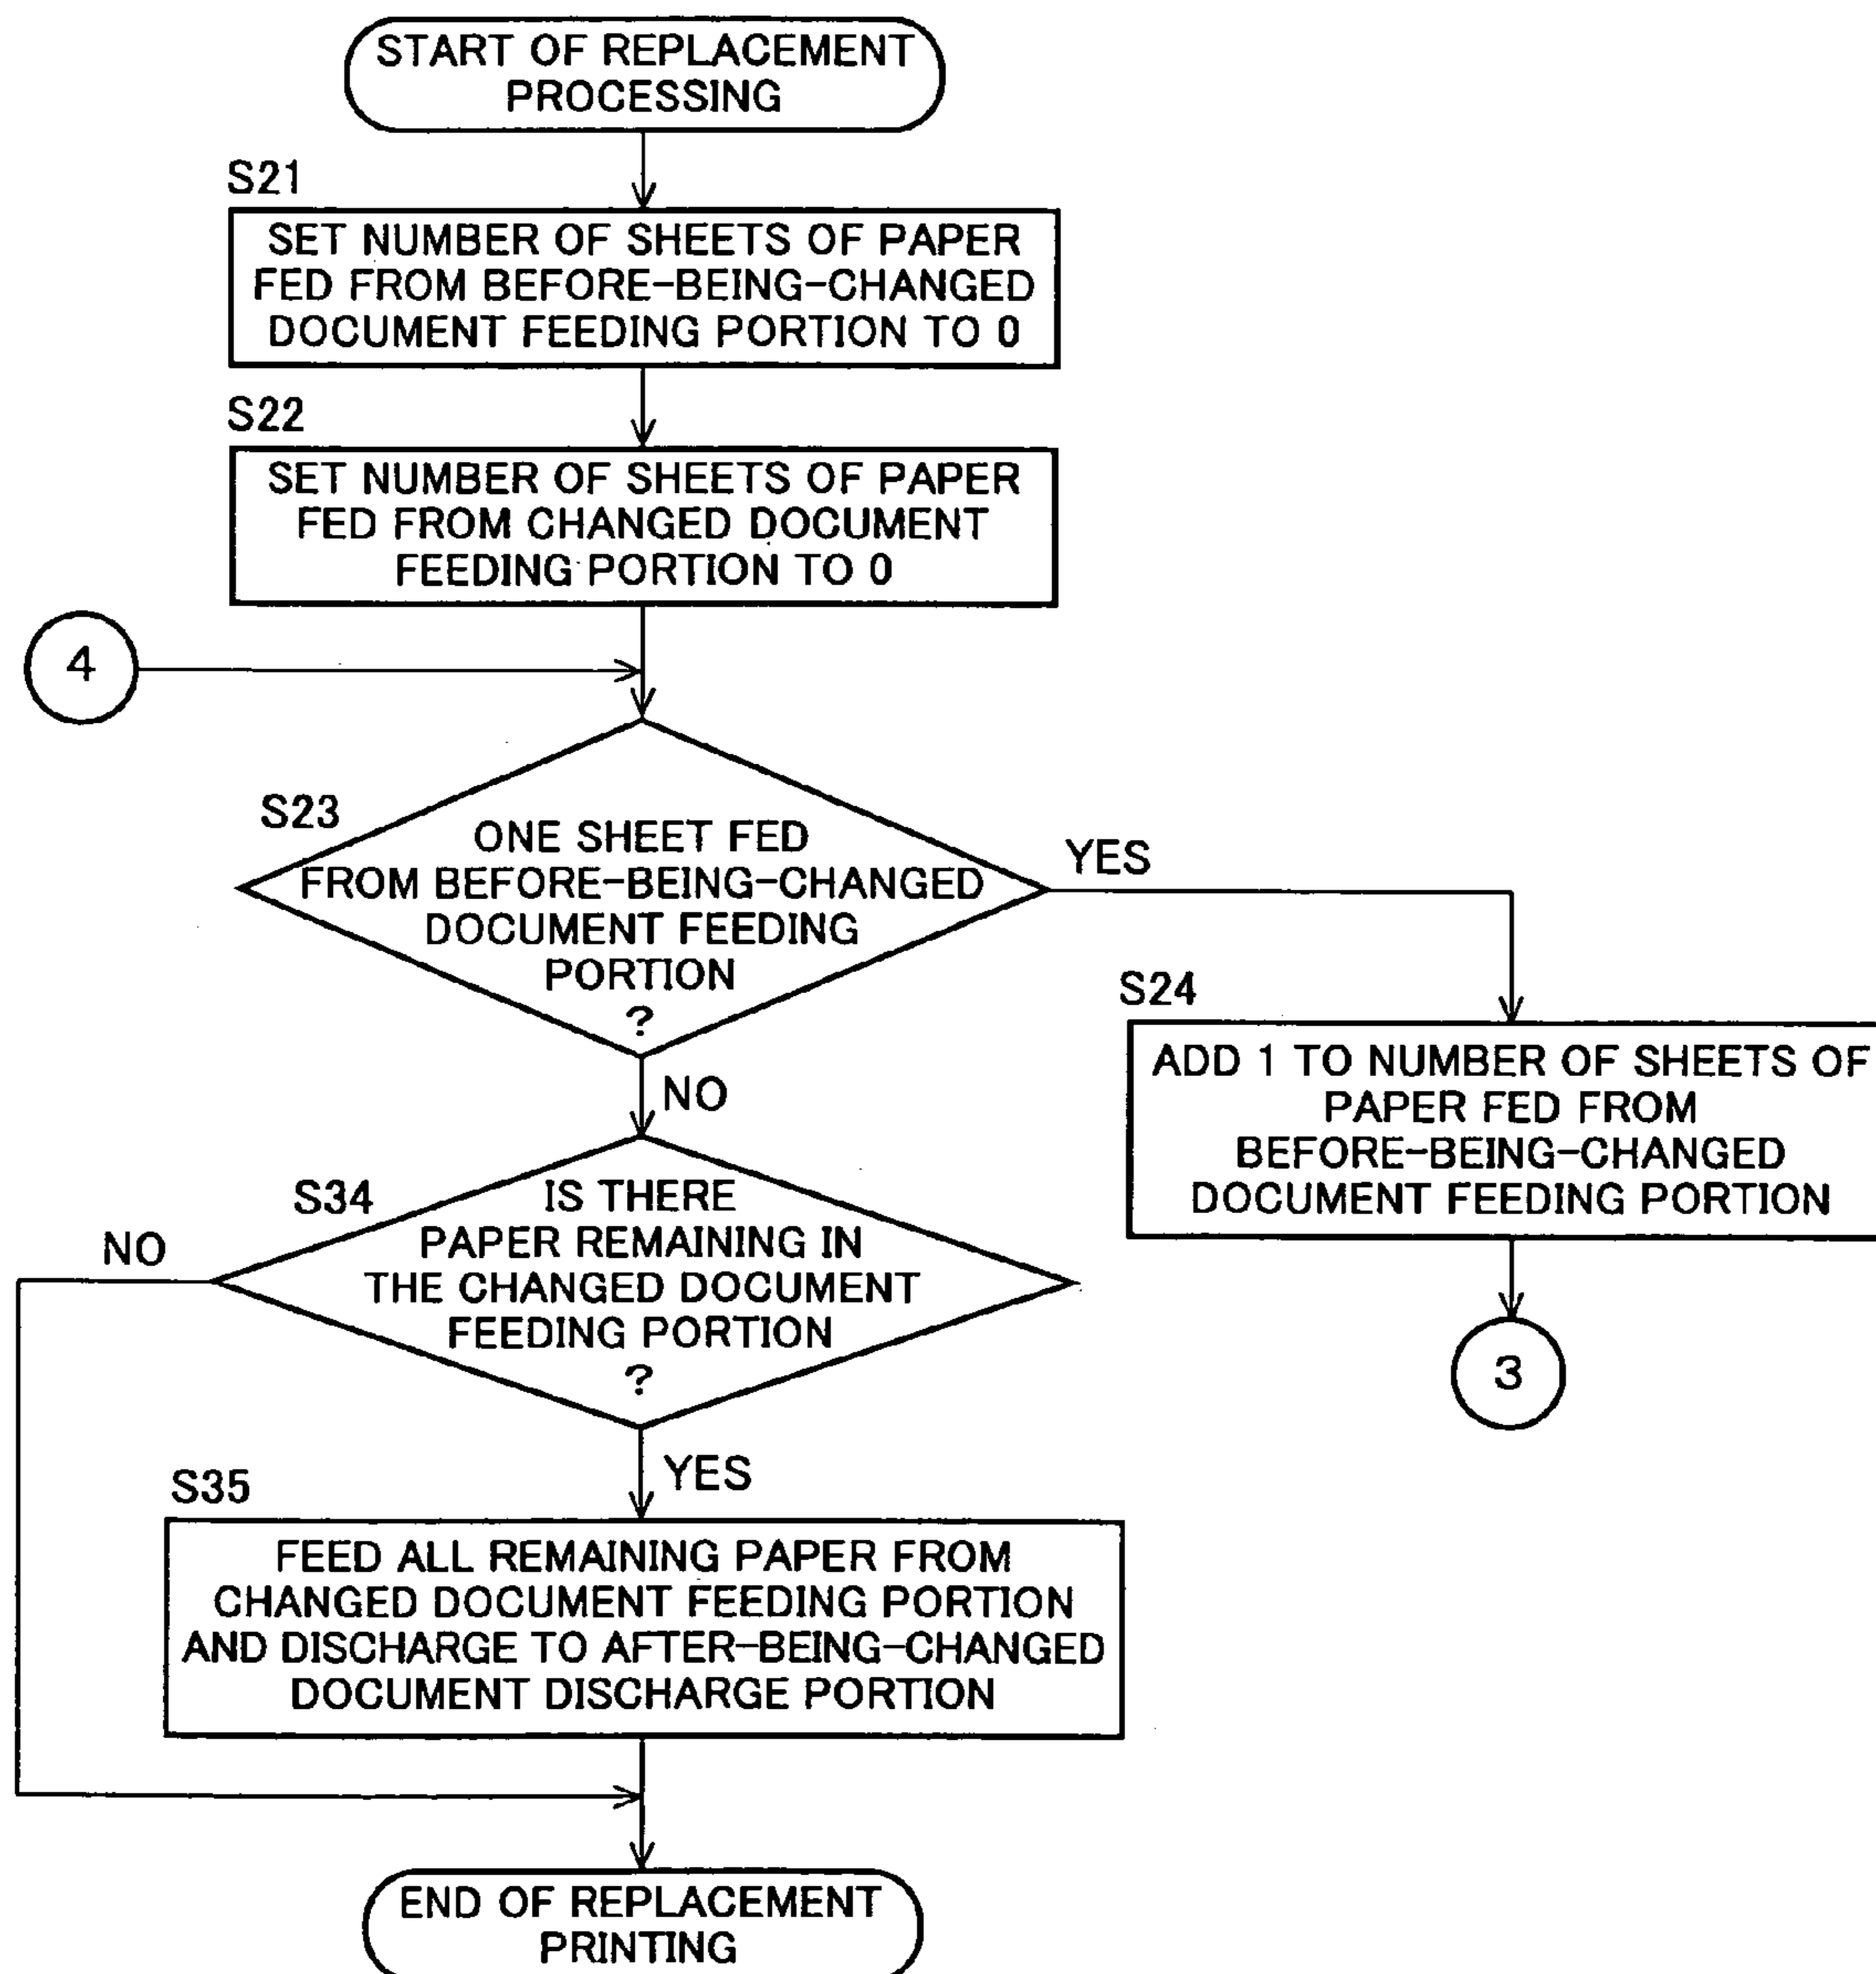 START OF REPLACEMENT
PROCESSING
S21
SET NUMBER OF SHEETS OF PAPER
FED FROM BEFORE-BEING-CHANGED
DOCUMENT FEEDING PORTION TO 0
S22
SET NUMBER OF SHEETS OF PAPER
FED FROM CHANGED DOCUMENT
FEEDING PORTION TO 0
4
S23
ONE SHEET FED
FROM BEFORE-BEING-CHANGED
DOCUMENT FEEDING
PORTION
?
YES
S24
ADD 1 TO NUMBER OF SHEETS OF
PAPER FED FROM
BEFORE-BEING-CHANGED
DOCUMENT FEEDING PORTION
3
NO
S34
IS THERE
PAPER REMAINING IN
THE CHANGED DOCUMENT
FEEDING PORTION
?
NO
YES
S35
FEED ALL REMAINING PAPER FROM
CHANGED DOCUMENT FEEDING PORTION
AND DISCHARGE TO AFTER-BEING-CHANGED
DOCUMENT DISCHARGE PORTION
END OF REPLACEMENT
PRINTING